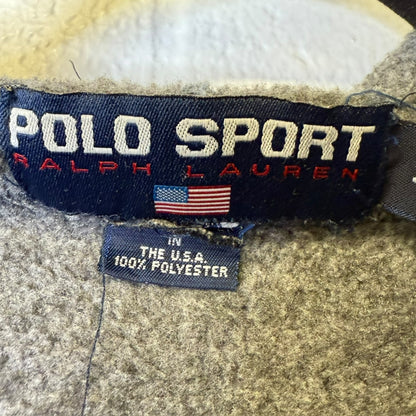 POLO SPORT
RALPH LAUREN
IN
THE U.S.A.
100% POLYESTER